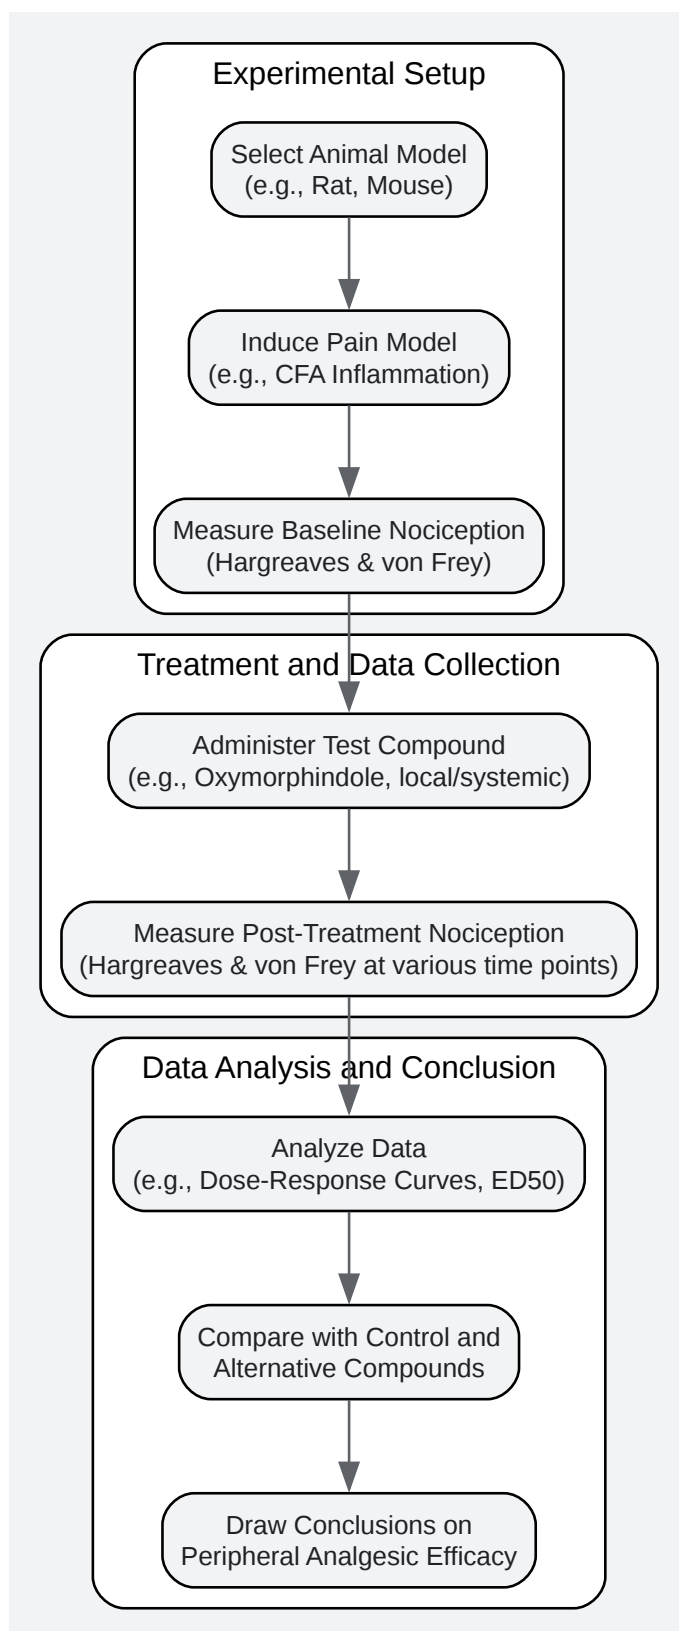 Experimental Setup
Select Animal Model
(e.g., Rat, Mouse)
Induce Pain Model
(e.g., CFA Inflammation)
Measure Baseline Nociception
(Hargreaves & von Frey)
Treatment and Data Collection
Administer Test Compound
(e.g., Oxymorphindole, local/systemic)
Measure Post-Treatment Nociception
(Hargreaves & von Frey at various time points)
Data Analysis and Conclusion
Analyze Data
(e.g., Dose-Response Curves, ED50)
Compare with Control and
Alternative Compounds
Draw Conclusions on
Peripheral Analgesic Efficacy